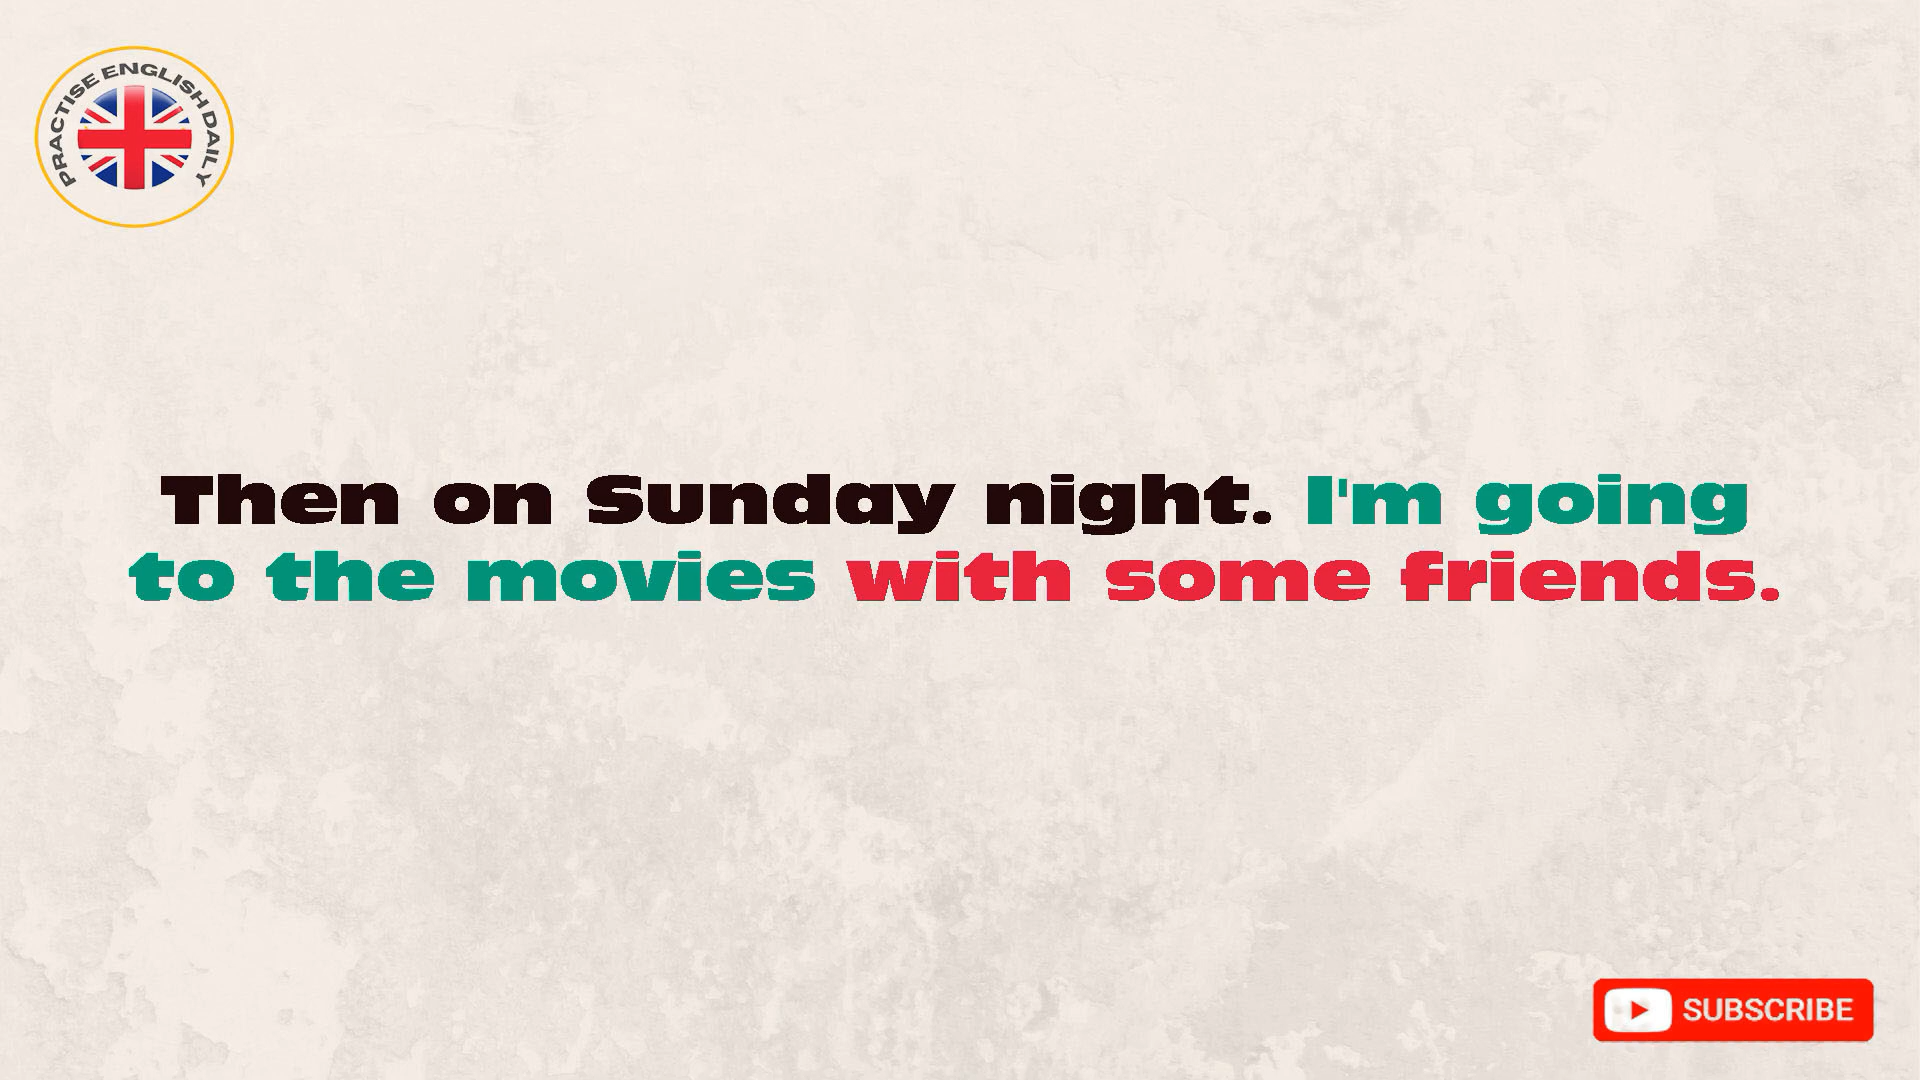 PRACTISE ENGLISH DAILY
Then on Sunday night. I'm going
to the movies with some friends.
SUBSCRIBE